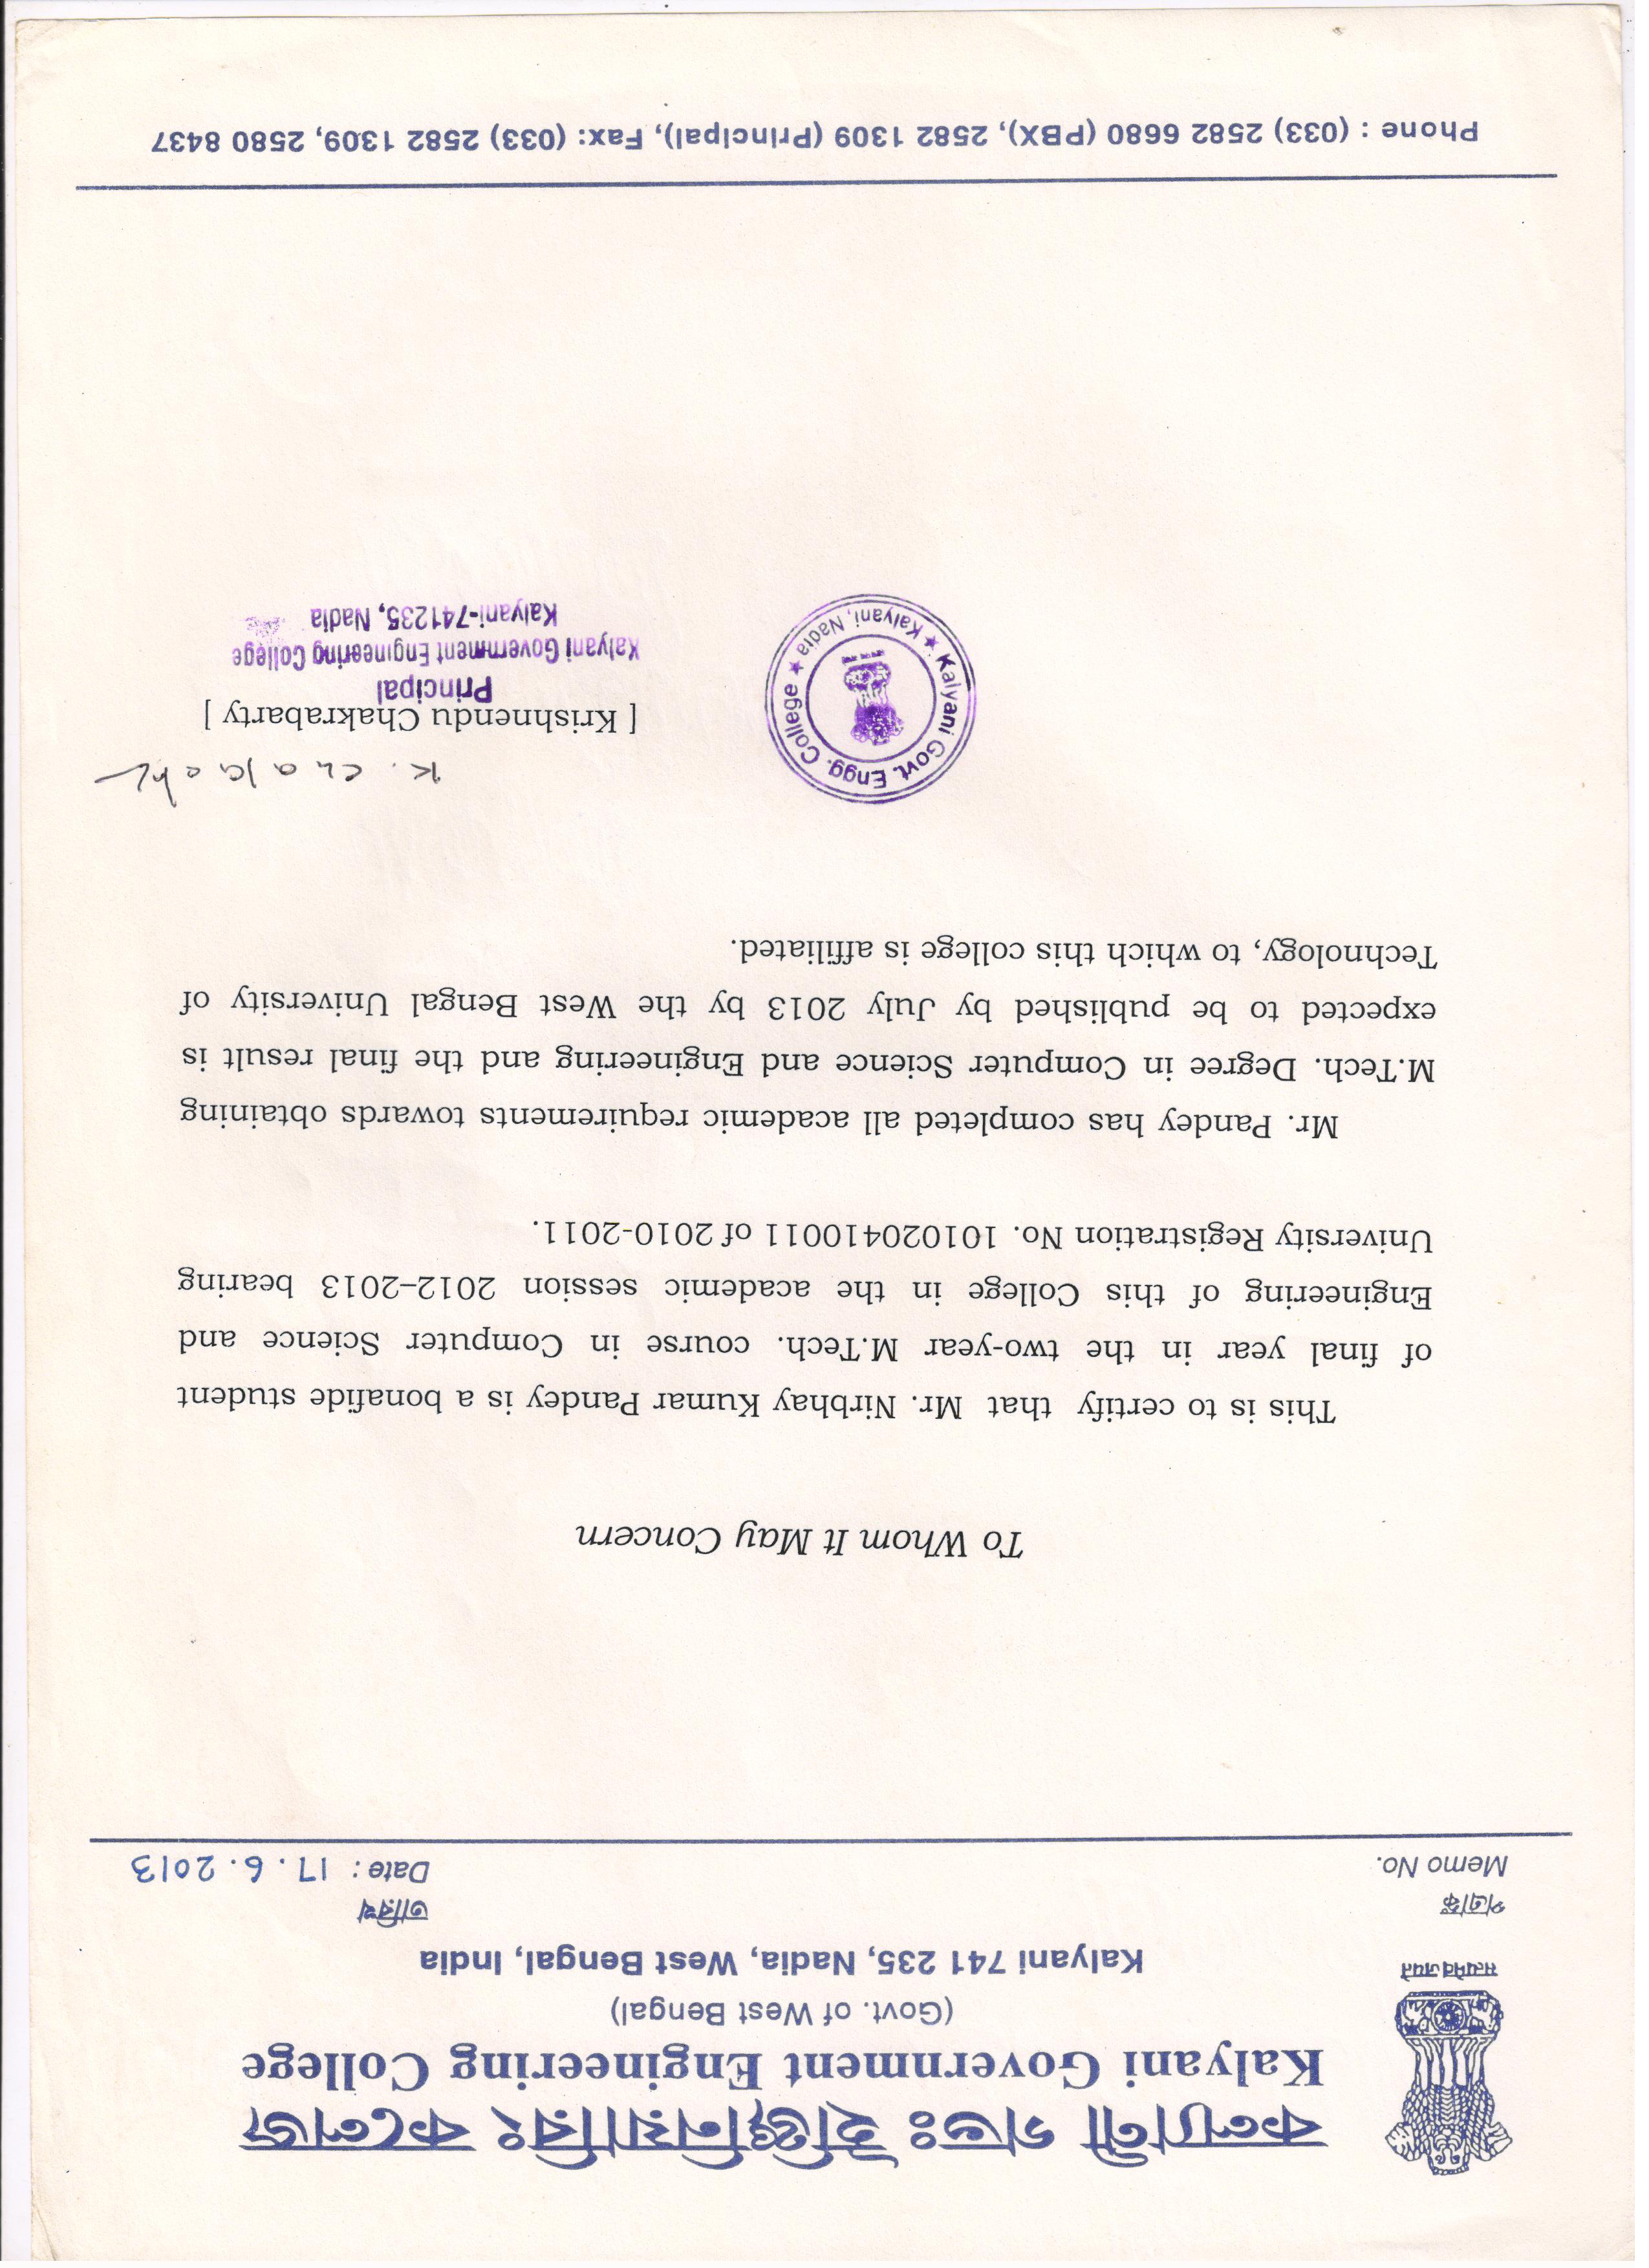 কল্যাণী গভঃ ইঞ্জিনিয়ারিং কলেজ
Kalyani Government Engineering College
(Govt. of West Bengal)
Kalyani 741 235, Nadia, West Bengal, India
सत्यमेव जयते
পত্রাঙ্ক
Memo No.
তারিখ
Date : 17.6.2013
To Whom It May Concern
This is to certify that Mr. Nirbhay Kumar Pandey is a bonafide student
of final year in the two-year M.Tech. course in Computer Science and
Engineering of this College in the academic session 2012–2013 bearing
University Registration No. 101020410011 of 2010-2011.
Mr. Pandey has completed all academic requirements towards obtaining
M.Tech. Degree in Computer Science and Engineering and the final result is
expected to be published by July 2013 by the West Bengal University of
Technology, to which this college is affiliated.
Kalyani Govt. Engg. College ★ Kalyani, Nadia ★
K.
[ Krishnendu Chakrabarty ]
Principal
Kalyani Government Engineering College
Kalyani-741235, Nadia
Phone : (033) 2582 6680 (PBX), 2582 1309 (Principal), Fax: (033) 2582 1309, 2580 8437